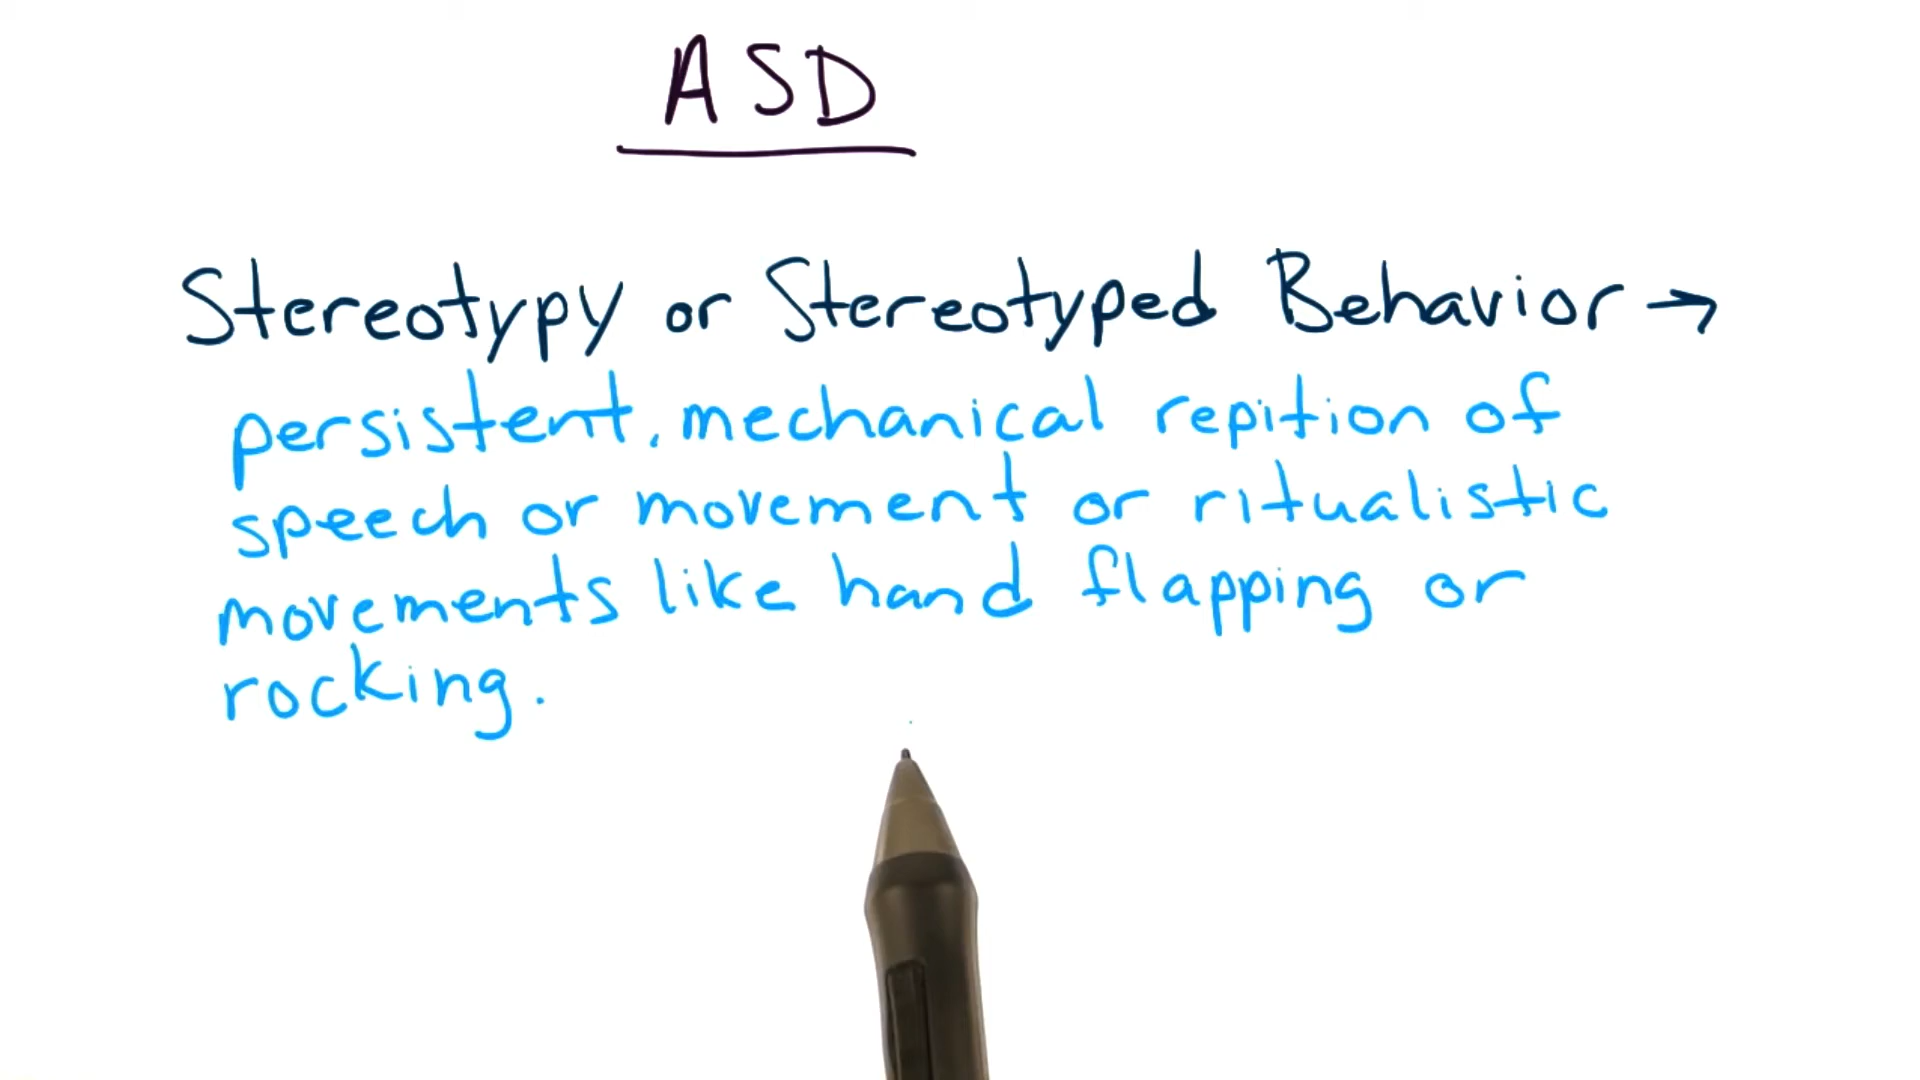 ASD
Stereotypy or Stereotyped Behavior →
persistent, mechanical repition of
speech or movement or ritualistic
movements like hand flapping or
rocking.